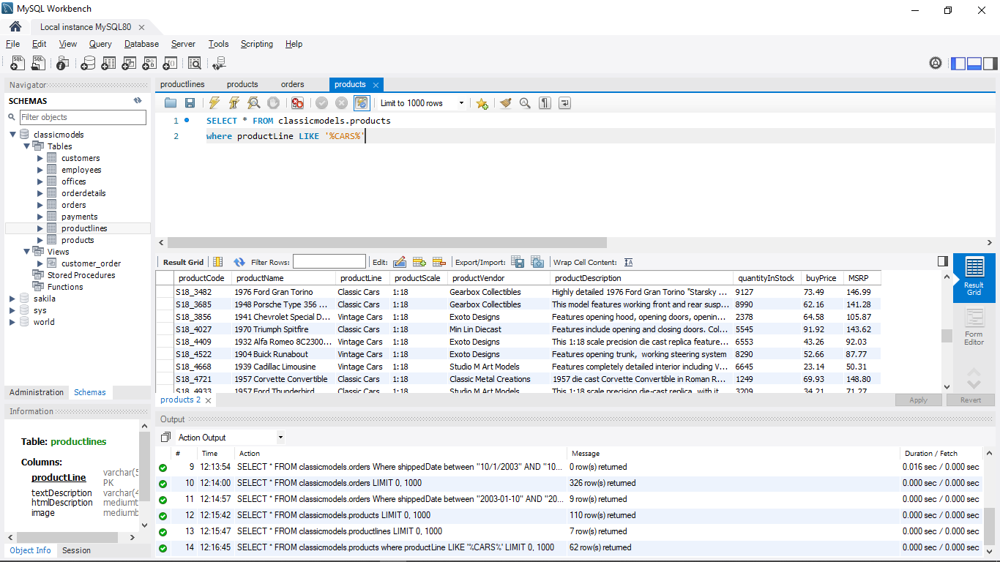 MySQL Workbench
Local instance MySQL80
File Edit View Query Database Server Tools Scripting Help
Navigator
SCHEMAS
Filter objects
classicmodels
Tables
customers
employees
offices
orderdetails
orders
payments
productlines
products
Views
customer_order
Stored Procedures
Functions
sakila
sys
world
Administration Schemas
Information
Table: productlines
Columns:
productLine varchar(5
PK
textDescription varchar(4
htmlDescription mediumt
image mediumb
Object Info Session
productlines products orders products
Limit to 1000 rows
1 SELECT * FROM classicmodels.products
2 where productLine LIKE '%CARS%'
Result Grid Filter Rows: Edit: Export/Import: Wrap Cell Content:
productCode productName productLine productScale productVendor productDescription quantityInStock buyPrice MSRP
S18_3482 1976 Ford Gran Torino Classic Cars 1:18 Gearbox Collectibles Highly detailed 1976 Ford Gran Torino "Starsky ... 9127 73.49 146.99
S18_3685 1948 Porsche Type 356 ... Classic Cars 1:18 Gearbox Collectibles This model features working front and rear susp... 8990 62.16 141.28
S18_3856 1941 Chevrolet Special D... Vintage Cars 1:18 Exoto Designs Features opening hood, opening doors, openin... 2378 64.58 105.87
S18_4027 1970 Triumph Spitfire Classic Cars 1:18 Min Lin Diecast Features include opening and closing doors. Col... 5545 91.92 143.62
S18_4409 1932 Alfa Romeo 8C2300... Vintage Cars 1:18 Exoto Designs This 1:18 scale precision die cast replica feature... 6553 43.26 92.03
S18_4522 1904 Buick Runabout Vintage Cars 1:18 Exoto Designs Features opening trunk, working steering system 8290 52.66 87.77
S18_4668 1939 Cadillac Limousine Vintage Cars 1:18 Studio M Art Models Features completely detailed interior including V... 6645 23.14 50.31
S18_4721 1957 Corvette Convertible Classic Cars 1:18 Classic Metal Creations 1957 die cast Corvette Convertible in Roman R... 1249 69.93 148.80
S18_4933 1957 Ford Thunderbird Classic Cars 1:18 Studio M Art Models This 1:18 scale precision die-cast replica, with it... 3209 34.21 71.27
Result
Grid
Form
Editor
products 2
Apply Revert
Output
Action Output
# Time Action Message Duration / Fetch
9 12:13:54 SELECT * FROM classicmodels.orders Where shippedDate between "10/1/2003" AND "10... 0 row(s) returned 0.016 sec / 0.000 sec
10 12:14:00 SELECT * FROM classicmodels.orders LIMIT 0, 1000 326 row(s) returned 0.000 sec / 0.000 sec
11 12:14:57 SELECT * FROM classicmodels.orders Where shippedDate between "2003-01-10" AND "20... 9 row(s) returned 0.000 sec / 0.000 sec
12 12:15:42 SELECT * FROM classicmodels.products LIMIT 0, 1000 110 row(s) returned 0.000 sec / 0.000 sec
13 12:15:47 SELECT * FROM classicmodels.productlines LIMIT 0, 1000 7 row(s) returned 0.000 sec / 0.000 sec
14 12:16:45 SELECT * FROM classicmodels.products where productLine LIKE '%CARS%' LIMIT 0, 1000 62 row(s) returned 0.000 sec / 0.000 sec